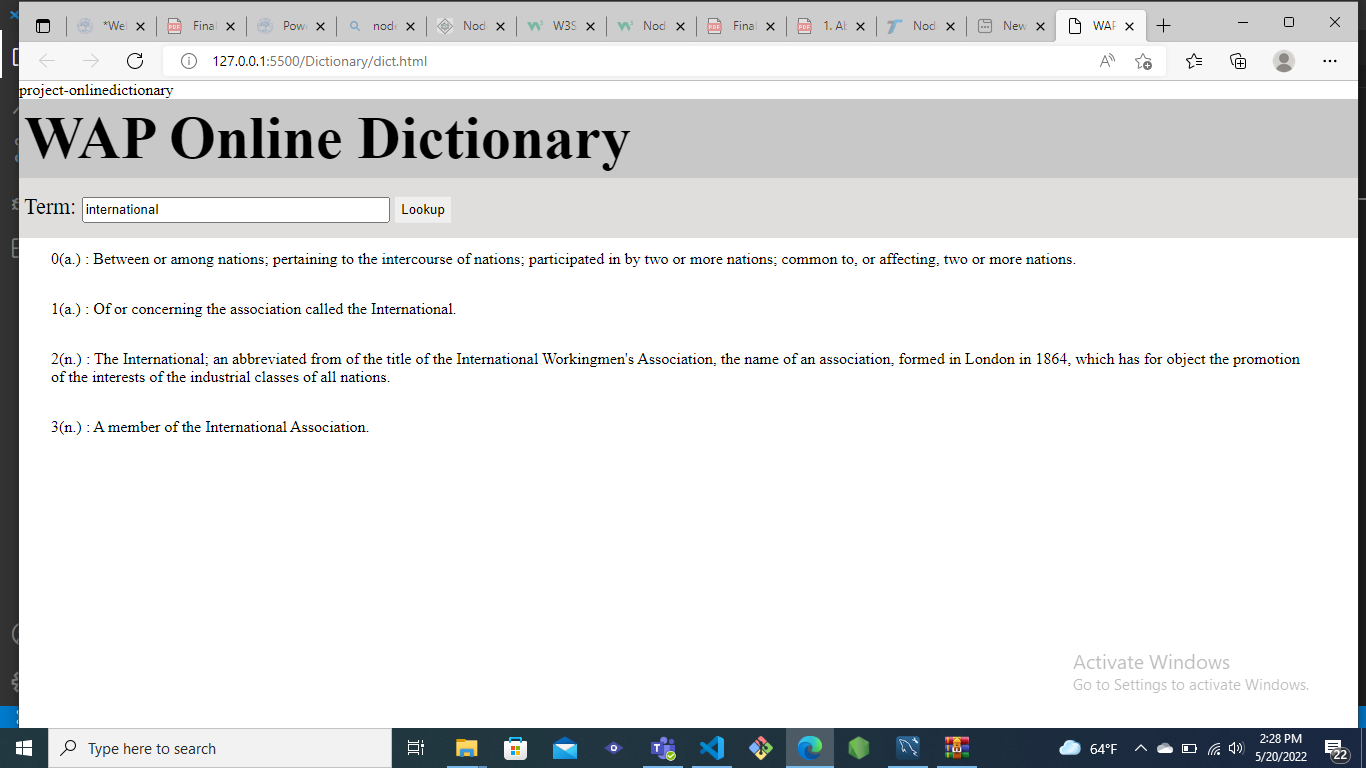 *Wel
Final
Powe
node
Node
W3S
Node
Final
1. Al
Node
New
WAP
127.0.0.1:5500/Dictionary/dict.html
project-onlinedictionary
WAP Online Dictionary
Term: international Lookup
0(a.) : Between or among nations; pertaining to the intercourse of nations; participated in by two or more nations; common to, or affecting, two or more nations.
1(a.) : Of or concerning the association called the International.
2(n.) : The International; an abbreviated from of the title of the International Workingmen's Association, the name of an association, formed in London in 1864, which has for object the promotion
of the interests of the industrial classes of all nations.
3(n.) : A member of the International Association.
Activate Windows
Go to Settings to activate Windows.
Type here to search
64°F
2:28 PM
5/20/2022
22